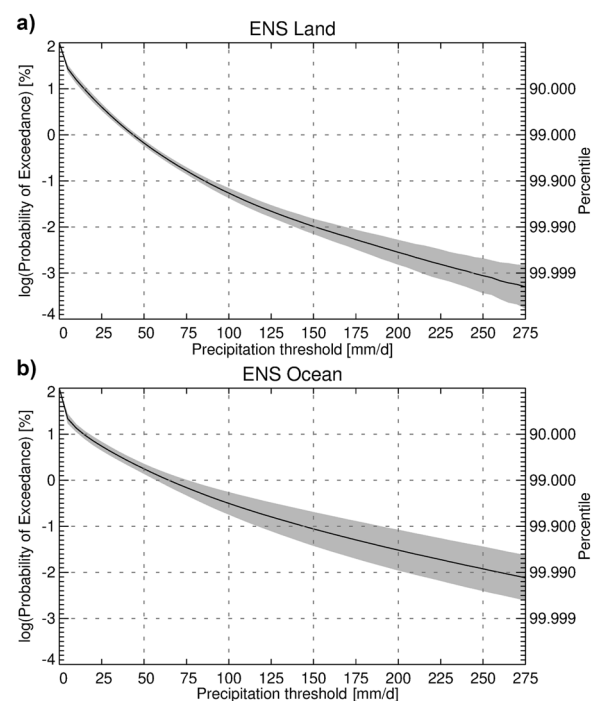 a)
ENS Land
log(Probability of Exceedance) [%]
2
1
0
-1
-2
-3
-4
90.000
99.000
99.900
99.990
99.999
Percentile
0 25 50 75 100 125 150 175 200 225 250 275
Precipitation threshold [mm/d]
b)
ENS Ocean
log(Probability of Exceedance) [%]
2
1
0
-1
-2
-3
-4
90.000
99.000
99.900
99.990
99.999
Percentile
0 25 50 75 100 125 150 175 200 225 250 275
Precipitation threshold [mm/d]